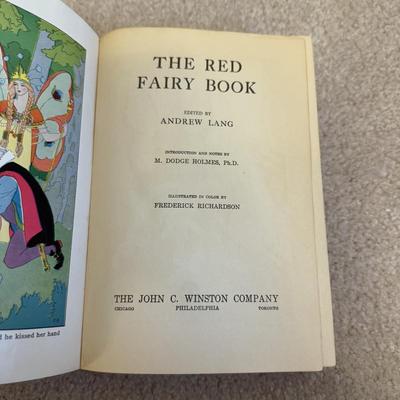 THE RED
FAIRY BOOK
EDITED BY
ANDREW LANG
INTRODUCTION AND NOTES BY
M. DODGE HOLMES, Ph.D.
ILLUSTRATED IN COLOR BY
FREDERICK RICHARDSON
THE JOHN C. WINSTON COMPANY
CHICAGO PHILADELPHIA TORONTO
he kissed her hand